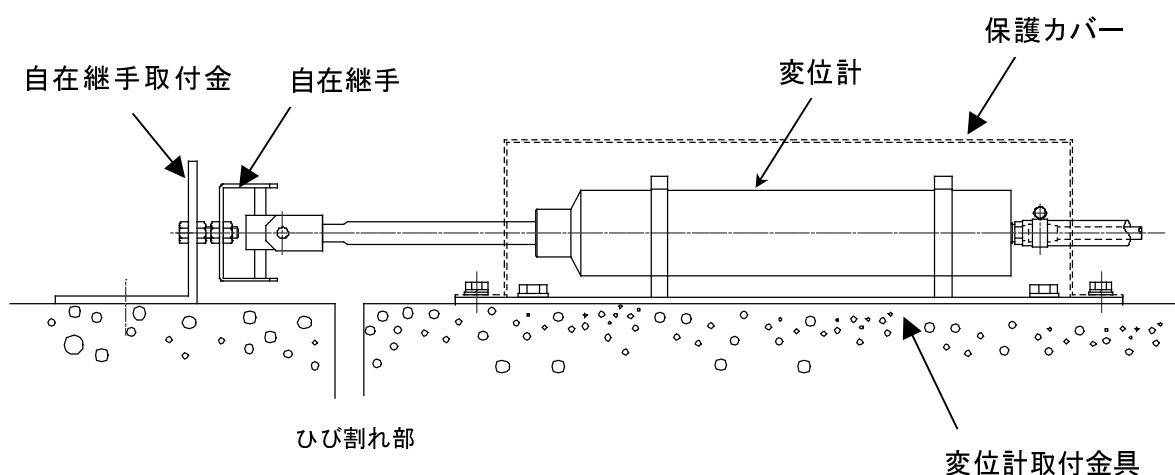 保護カバー
自在継手取付金
自在継手
変位計
ひび割れ部
変位計取付金具